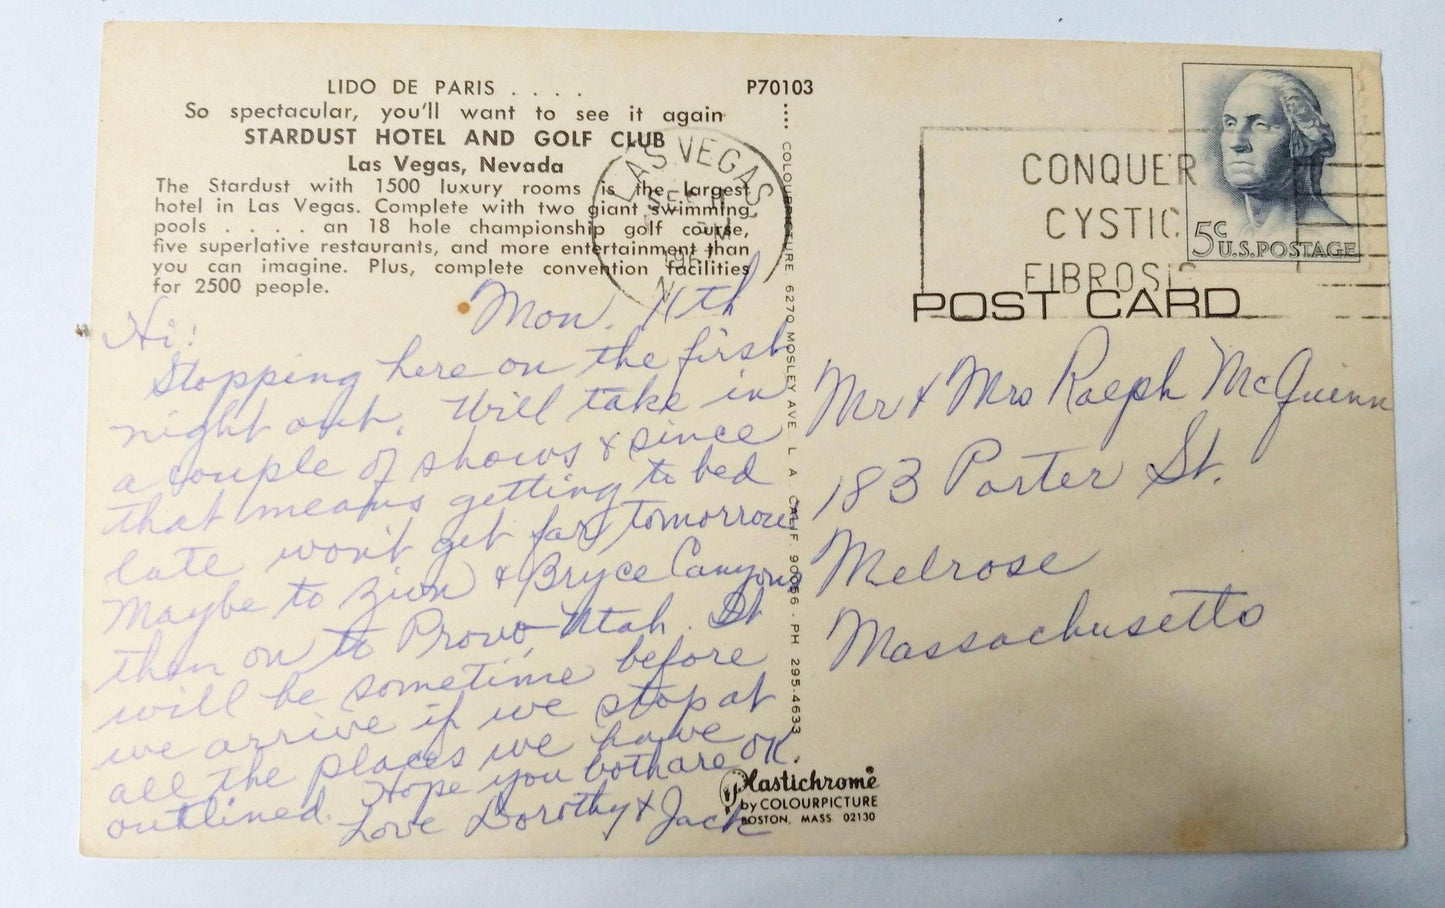 LIDO DE PARIS . . . .
So spectacular, you'll want to see it again
STARDUST HOTEL AND GOLF CLUB
Las Vegas, Nevada
The Stardust with 1500 luxury rooms is the largest
hotel in Las Vegas. Complete with two giant swimming
pools . . . . an 18 hole championship golf course,
five superlative restaurants, and more entertainment than
you can imagine. Plus, complete convention facilities
for 2500 people.
P70103
LAS VEGAS
SEP 11
PM
196
N
CONQUER
CYSTIC
FIBROSIS
5c
U.S. POSTAGE
POST CARD
Mon. 11th
Hi!
Stopping here on the first
night out. Will take in
a couple of shows & since
that means getting to bed
late won't get far tomorrow
Maybe to Zion & Bryce Canyons
then on to Provo, Utah. It
will be sometime before
we arrive if we stop at
all the places we have
outlined. Hope you both are OK.
Love Dorothy & Jack
COLOURPICTURE 6270 MOSLEY AVE. L A CALIF. 90056 - PH 295-4633
Mr & Mrs Ralph McGuinn
183 Porter St.
Melrose
Massachusetts
Plastichrome®
by COLOURPICTURE
BOSTON, MASS 02130